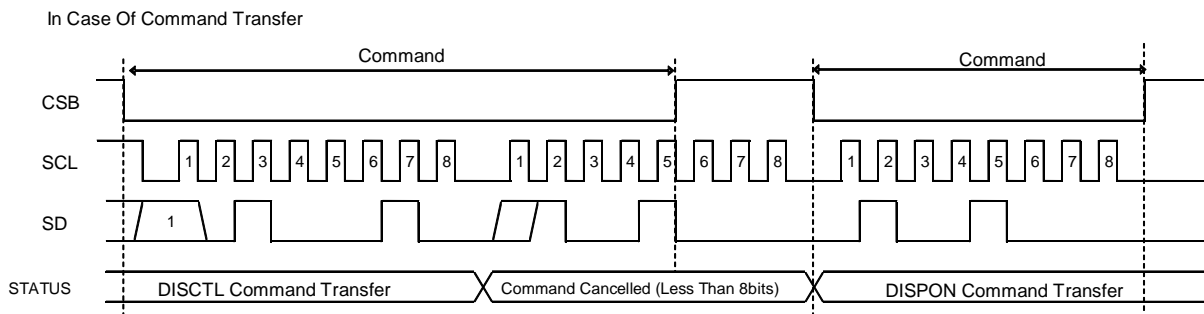 In Case Of Command Transfer
Command Command
CSB
SCL 1 2 3 4 5 6 7 8 1 2 3 4 5 6 7 8 1 2 3 4 5 6 7 8
SD 1
STATUS DISCTL Command Transfer Command Cancelled (Less Than 8bits) DISPON Command Transfer